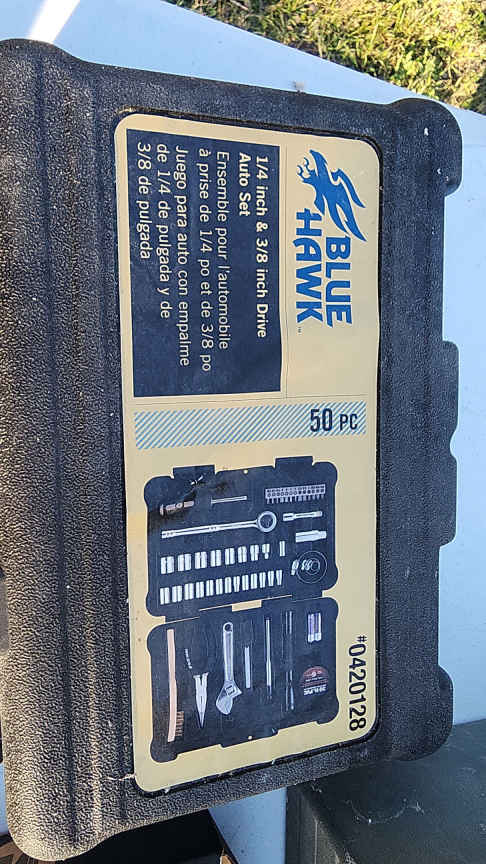 BLUE
HAWK™
1/4 inch & 3/8 inch Drive
Auto Set
Ensemble pour l'automobile
à prise de 1/4 po et de 3/8 po
Juego para auto con empalme
de 1/4 de pulgada y de
3/8 de pulgada
50 PC
#0420128